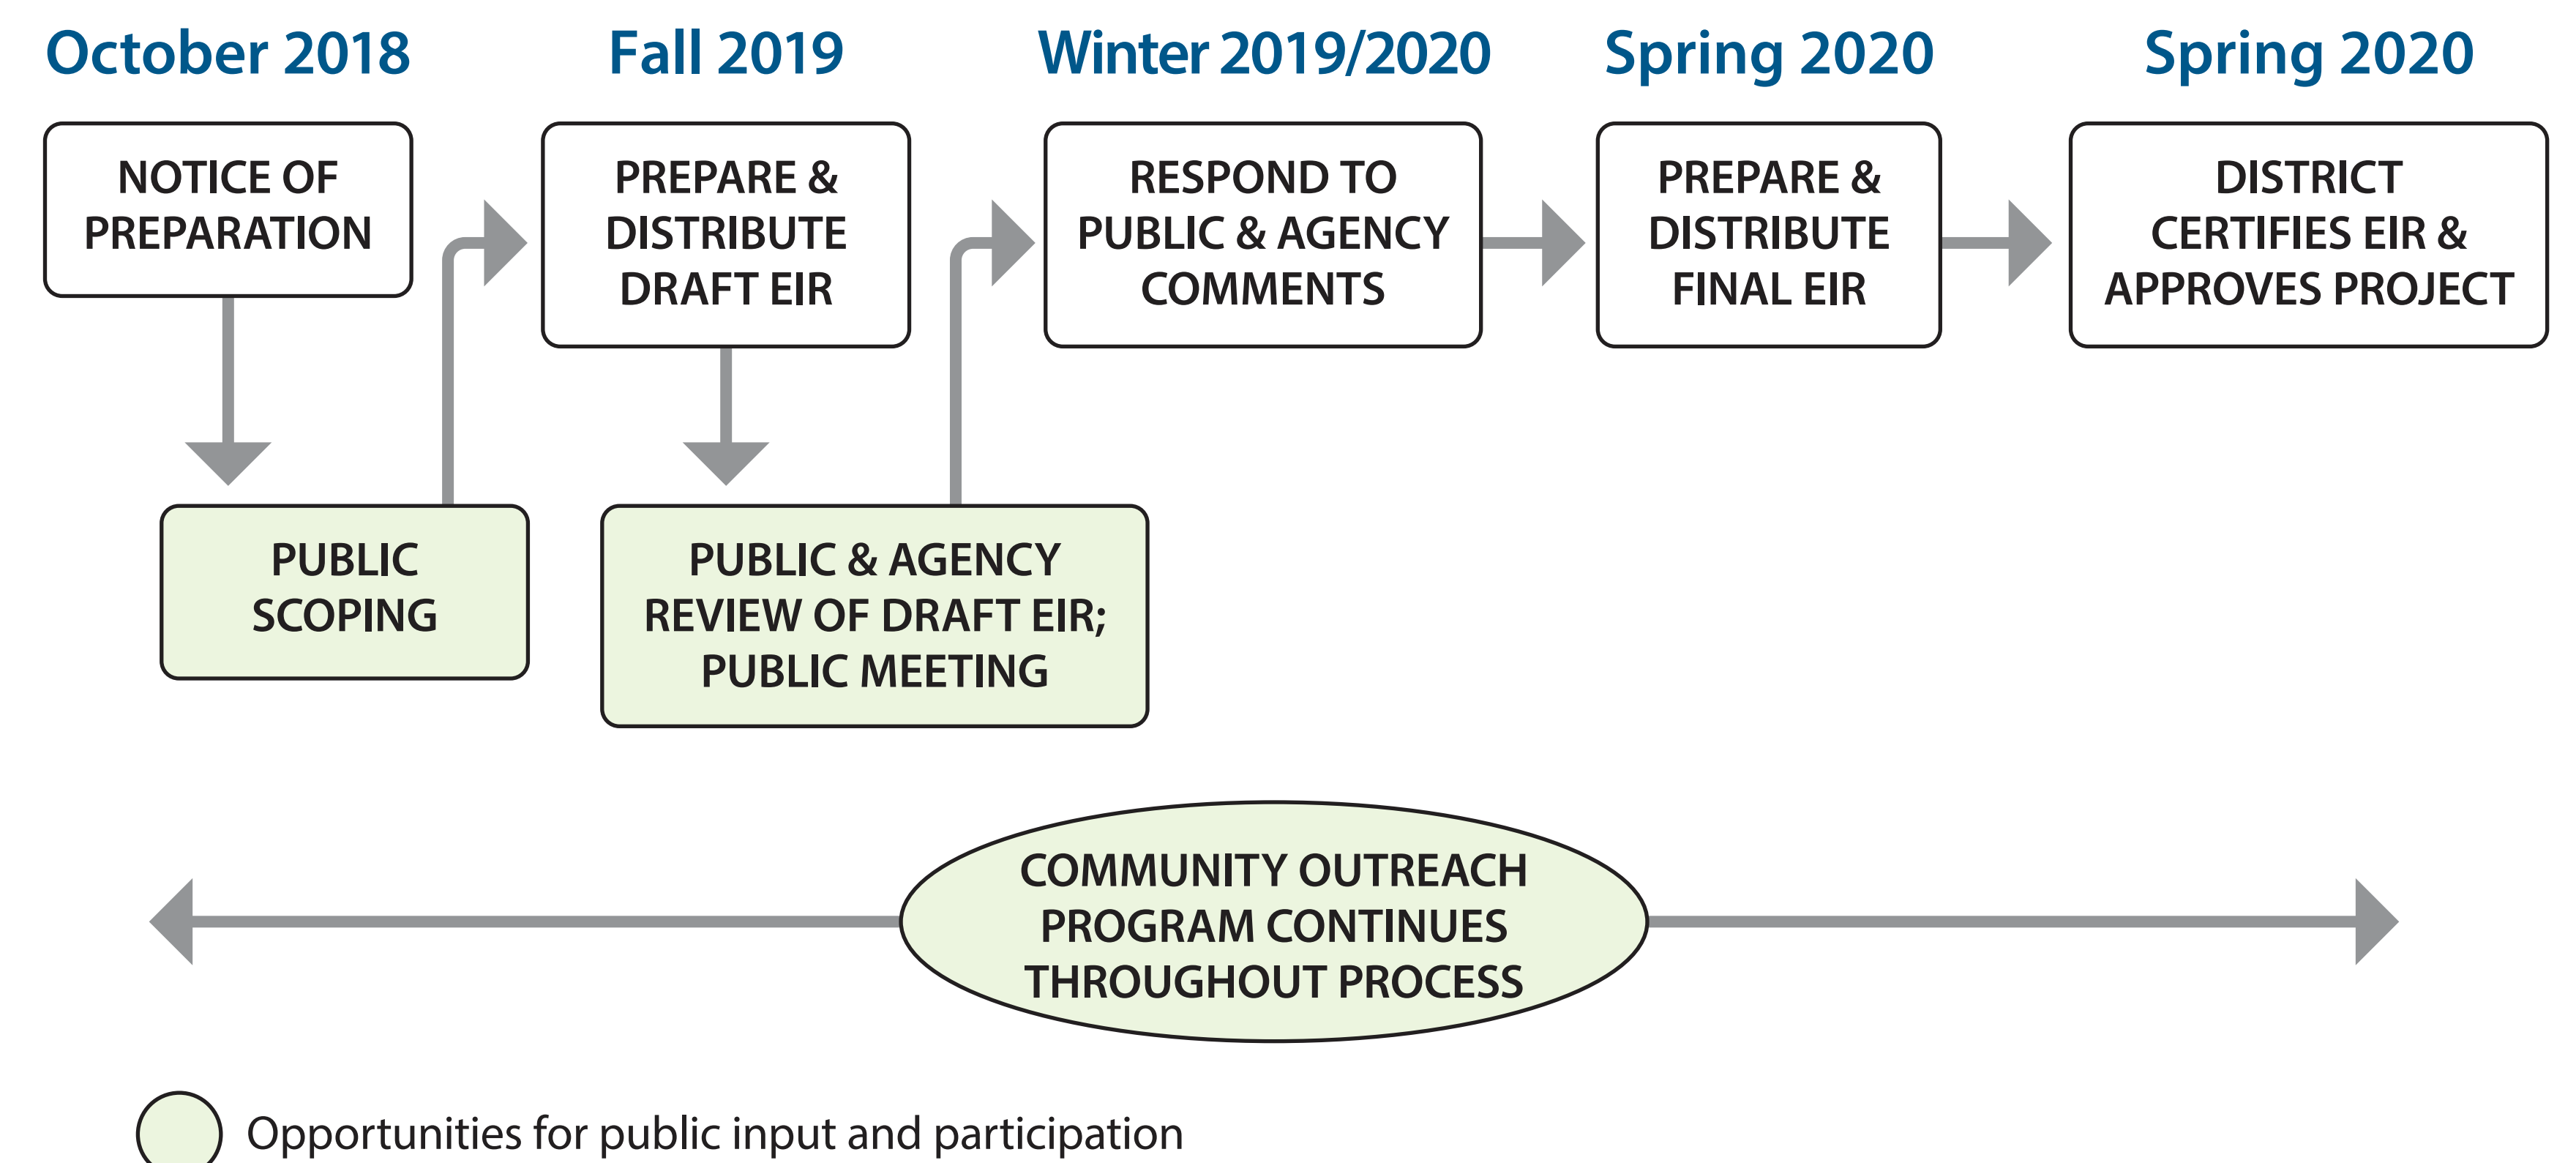 October 2018
Fall 2019
Winter 2019/2020
Spring 2020
Spring 2020
NOTICE OF
PREPARATION
PREPARE &
DISTRIBUTE
DRAFT EIR
RESPOND TO
PUBLIC & AGENCY
COMMENTS
PREPARE &
DISTRIBUTE
FINAL EIR
DISTRICT
CERTIFIES EIR &
APPROVES PROJECT
PUBLIC
SCOPING
PUBLIC & AGENCY
REVIEW OF DRAFT EIR;
PUBLIC MEETING
COMMUNITY OUTREACH
PROGRAM CONTINUES
THROUGHOUT PROCESS
Opportunities for public input and participation